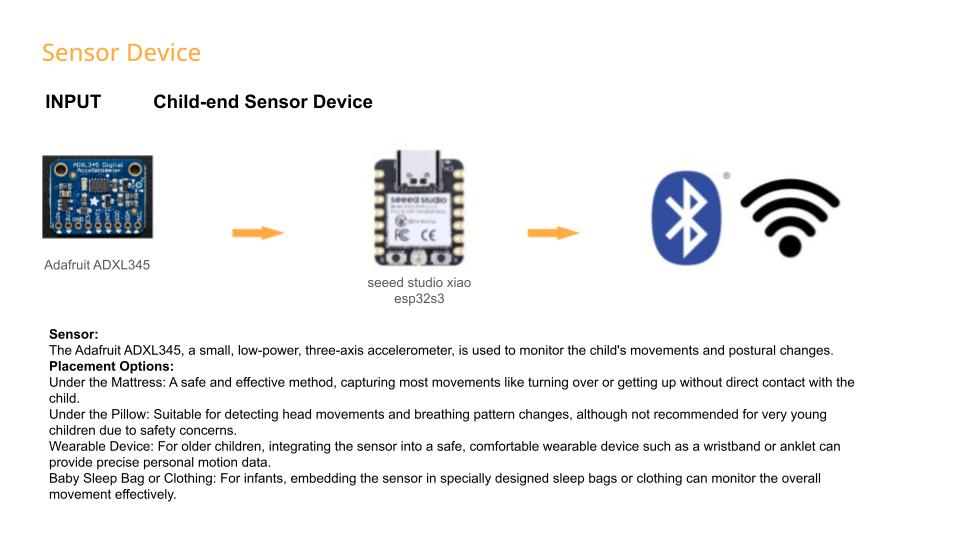 Sensor Device
INPUT Child-end Sensor Device
ADXL345 Digital
Accelerometer
seeed studio
FC CE
®
Adafruit ADXL345
seeed studio xiao
esp32s3
Sensor:
The Adafruit ADXL345, a small, low-power, three-axis accelerometer, is used to monitor the child's movements and postural changes.
Placement Options:
Under the Mattress: A safe and effective method, capturing most movements like turning over or getting up without direct contact with the
child.
Under the Pillow: Suitable for detecting head movements and breathing pattern changes, although not recommended for very young
children due to safety concerns.
Wearable Device: For older children, integrating the sensor into a safe, comfortable wearable device such as a wristband or anklet can
provide precise personal motion data.
Baby Sleep Bag or Clothing: For infants, embedding the sensor in specially designed sleep bags or clothing can monitor the overall
movement effectively.